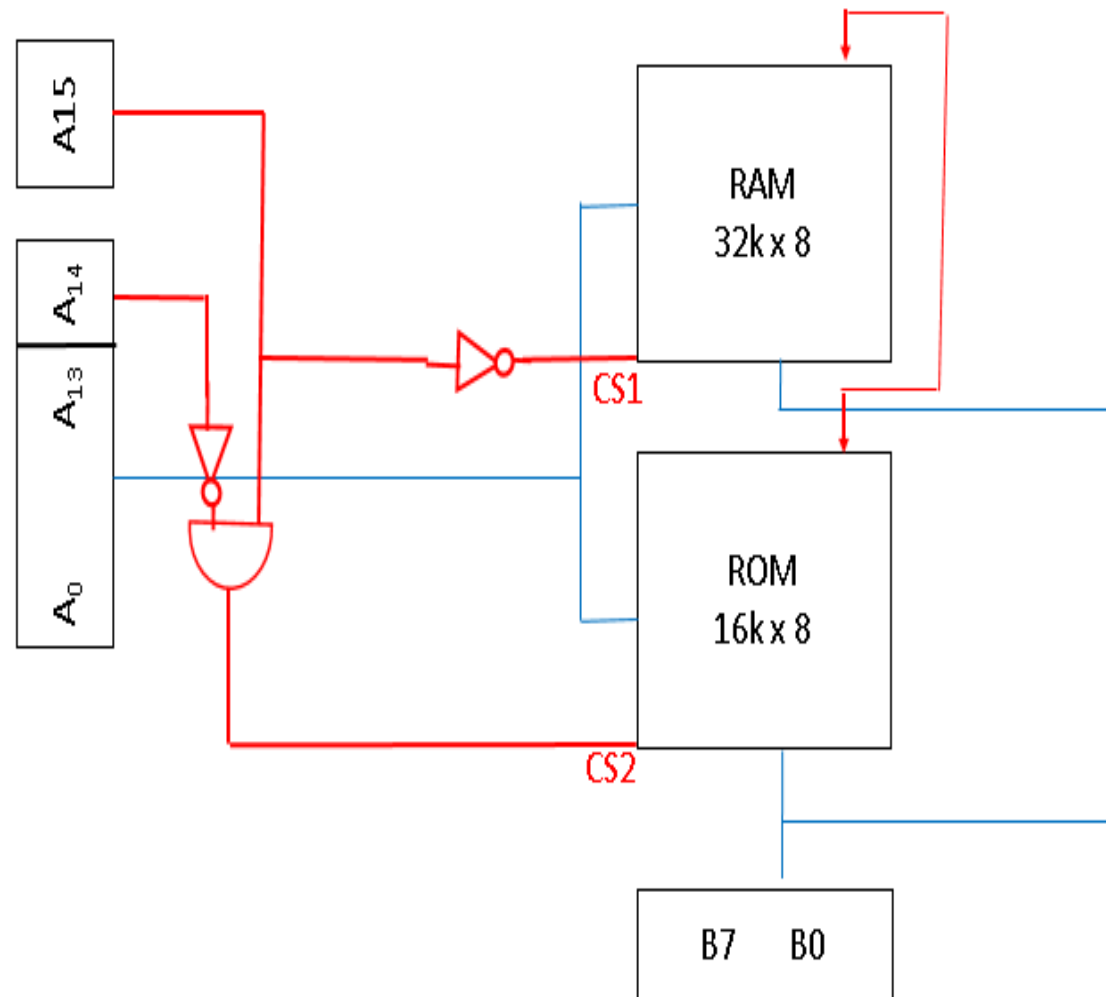 A15
A₁₄
A₁₃
A₀
RAM
32k x 8
CS1
ROM
16k x 8
CS2
B7 B0